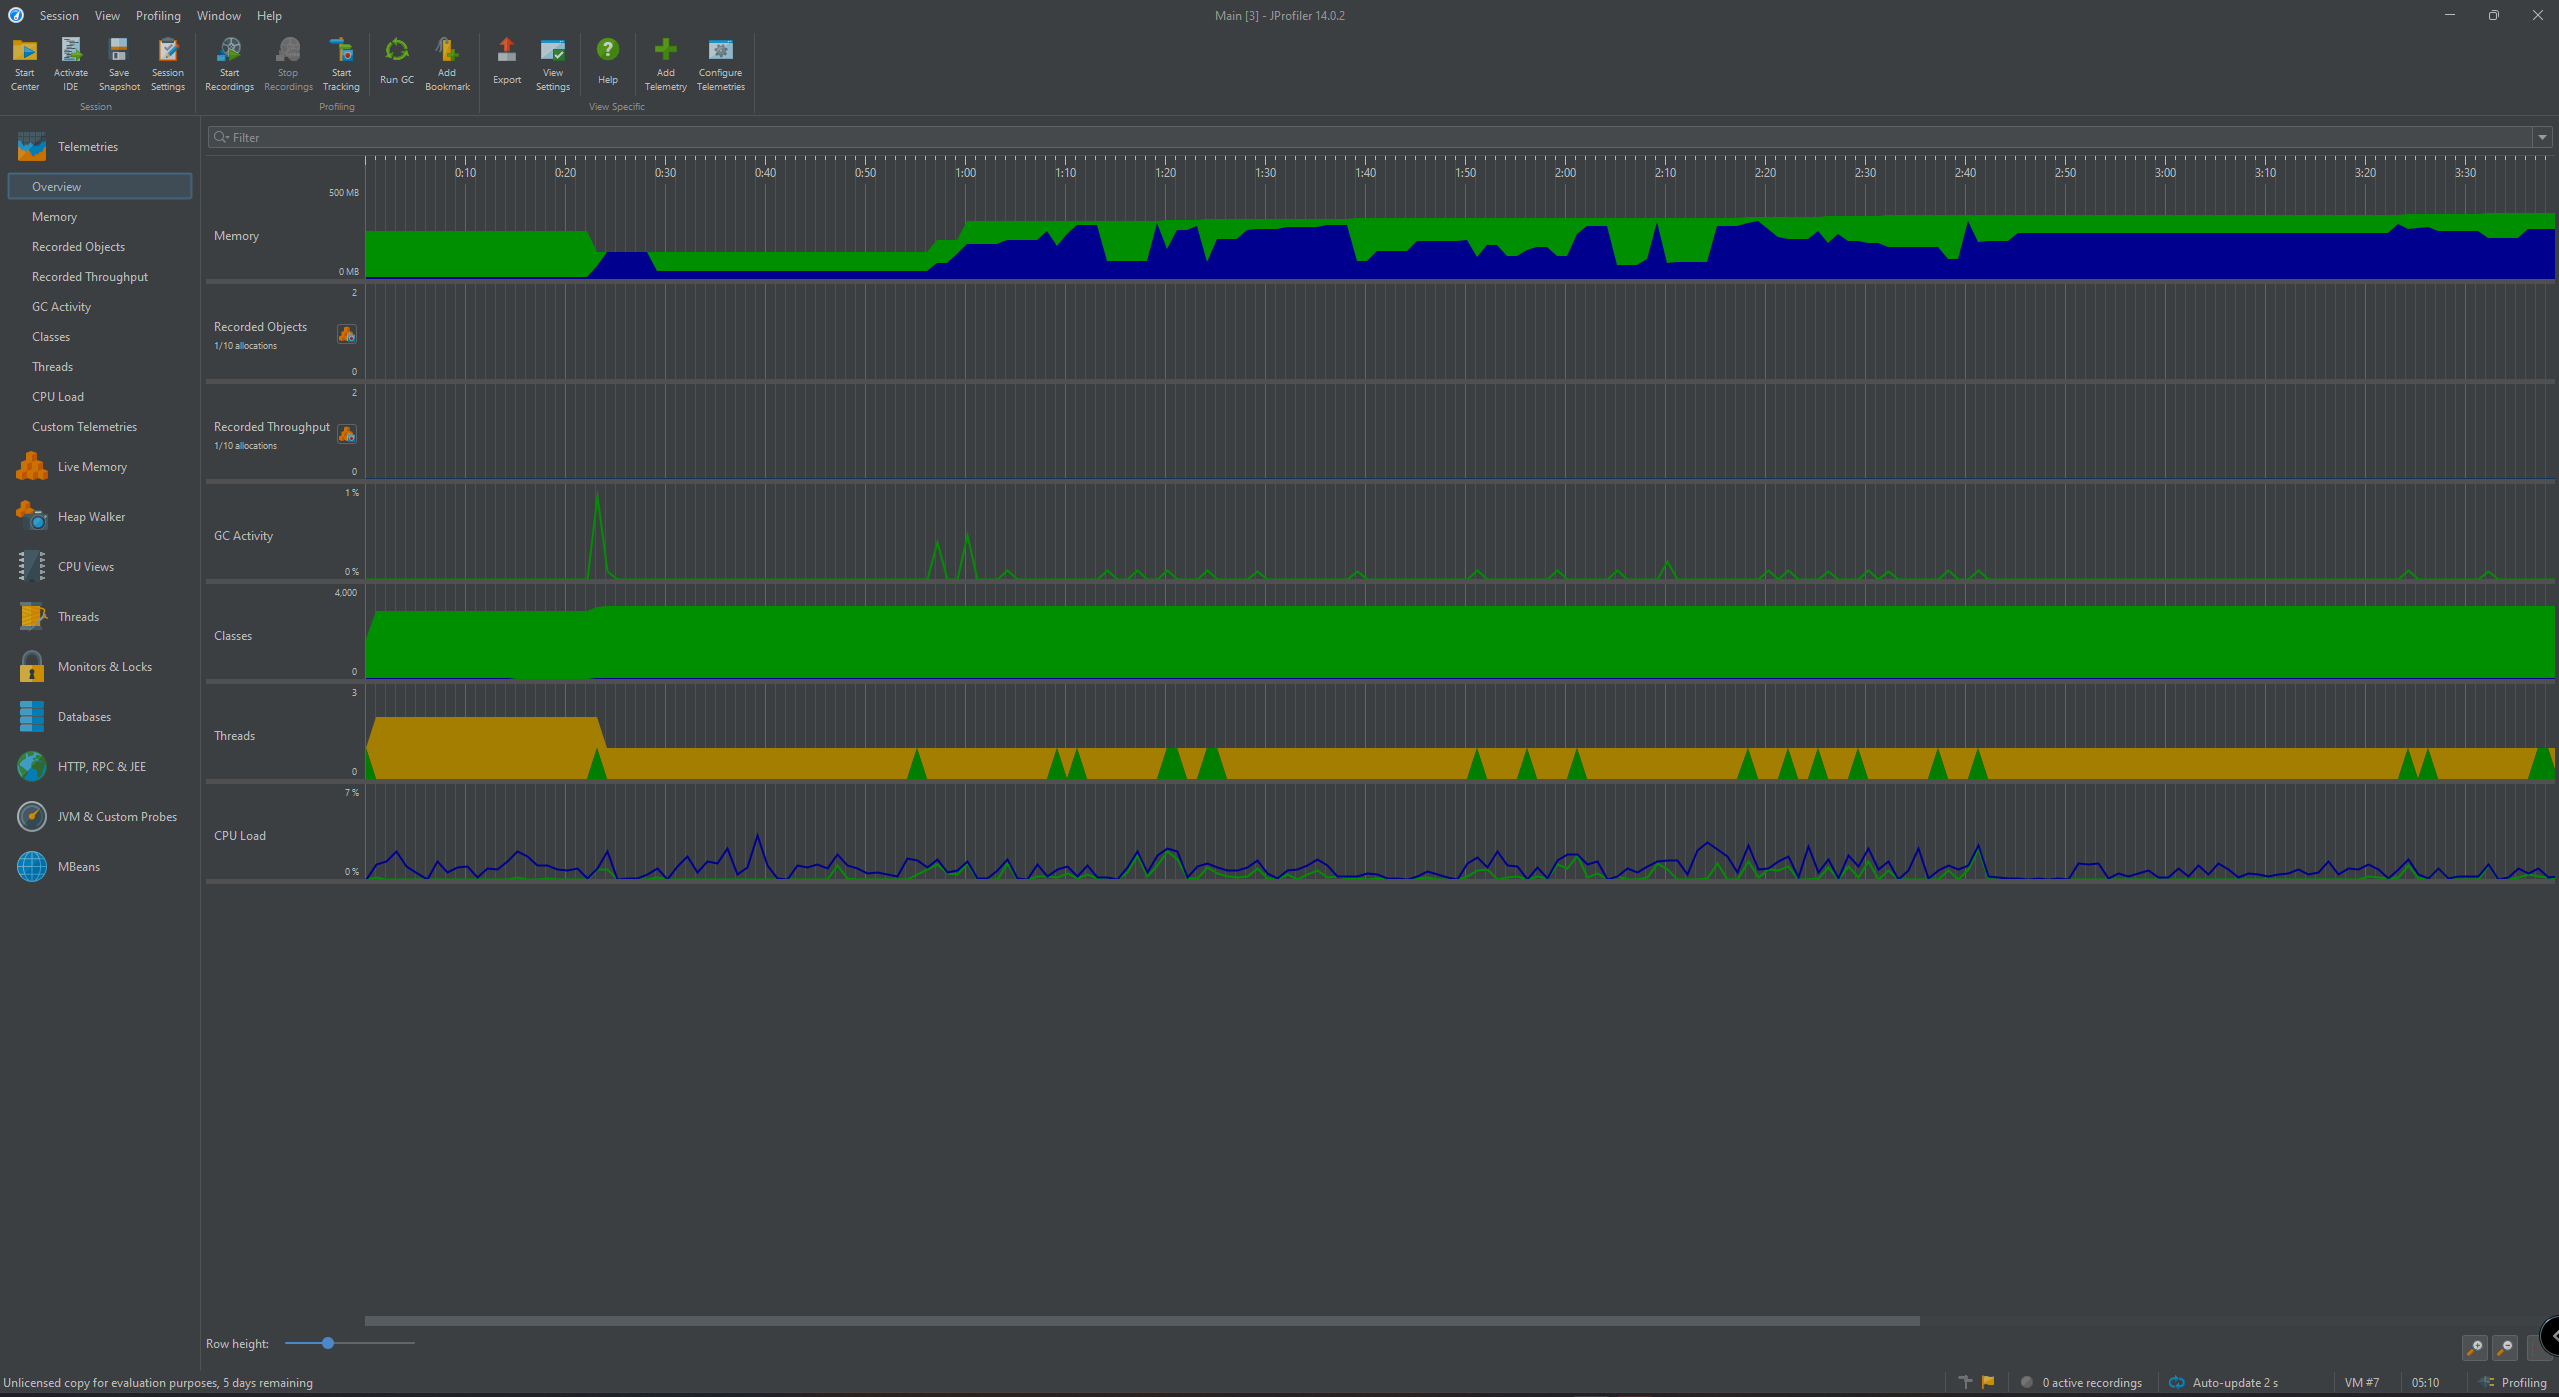 Session View Profiling Window Help
Main [3] - JProfiler 14.0.2
Start Center
Activate IDE
Save Snapshot
Session Settings
Start Recordings
Stop Recordings
Start Tracking
Run GC
Add Bookmark
Export
View Settings
Help
Add Telemetry
Configure Telemetries
Session
Profiling
View Specific
Telemetries
Overview
Memory
Recorded Objects
Recorded Throughput
GC Activity
Classes
Threads
CPU Load
Custom Telemetries
Live Memory
Heap Walker
CPU Views
Threads
Monitors & Locks
Databases
HTTP, RPC & JEE
JVM & Custom Probes
MBeans
Filter
0:10 0:20 0:30 0:40 0:50 1:00 1:10 1:20 1:30 1:40 1:50 2:00 2:10 2:20 2:30 2:40 2:50 3:00 3:10 3:20 3:30
500 MB
Memory
0 MB
2
Recorded Objects
1/10 allocations
0
2
Recorded Throughput
1/10 allocations
0
1 %
GC Activity
0 %
4,000
Classes
0
3
Threads
0
7 %
CPU Load
0 %
Row height:
Unlicensed copy for evaluation purposes, 5 days remaining
0 active recordings
Auto-update 2 s
VM #7
05:10
Profiling